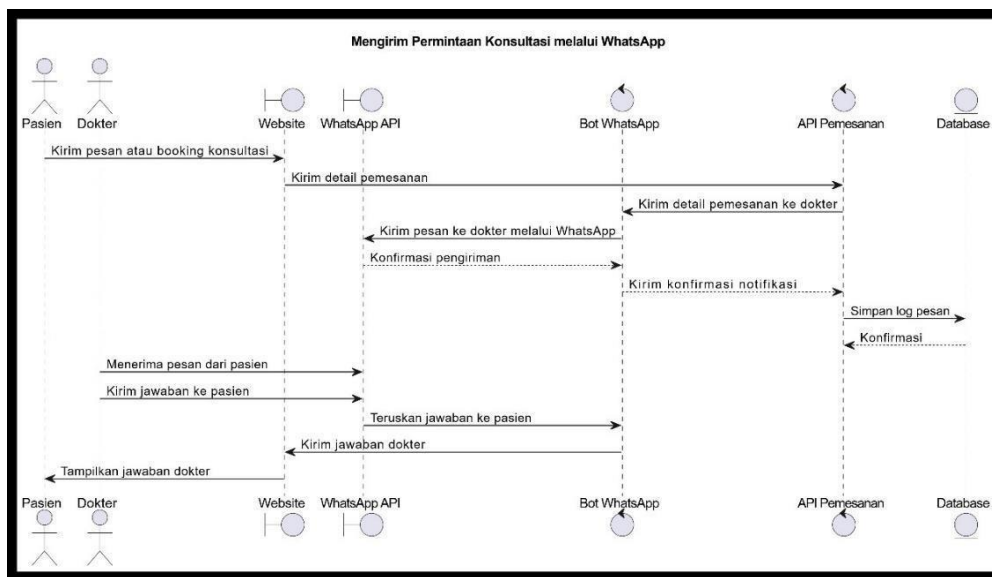 Mengirim Permintaan Konsultasi melalui WhatsApp
Pasien Dokter Website WhatsApp API Bot WhatsApp API Pemesanan Database
Kirim pesan atau booking konsultasi
Kirim detail pemesanan
Kirim detail pemesanan ke dokter
Kirim pesan ke dokter melalui WhatsApp
Konfirmasi pengiriman
Kirim konfirmasi notifikasi
Simpan log pesan
Konfirmasi
Menerima pesan dari pasien
Kirim jawaban ke pasien
Teruskan jawaban ke pasien
Kirim jawaban dokter
Tampilkan jawaban dokter
Pasien Dokter Website WhatsApp API Bot WhatsApp API Pemesanan Database